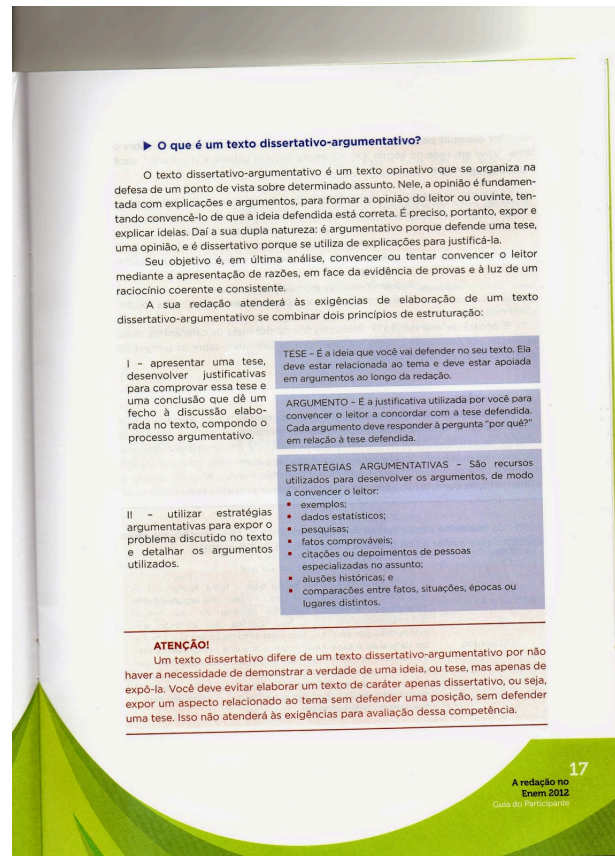 ▶ O que é um texto dissertativo-argumentativo?
O texto dissertativo-argumentativo é um texto opinativo que se organiza na
defesa de um ponto de vista sobre determinado assunto. Nele, a opinião é fundamen-
tada com explicações e argumentos, para formar a opinião do leitor ou ouvinte, ten-
tando convencê-lo de que a ideia defendida está correta. É preciso, portanto, expor e
explicar ideias. Daí a sua dupla natureza: é argumentativo porque defende uma tese,
uma opinião, e é dissertativo porque se utiliza de explicações para justificá-la.
Seu objetivo é, em última análise, convencer ou tentar convencer o leitor
mediante a apresentação de razões, em face da evidência de provas e à luz de um
raciocínio coerente e consistente.
A sua redação atenderá às exigências de elaboração de um texto
dissertativo-argumentativo se combinar dois princípios de estruturação:
I – apresentar uma tese,
desenvolver justificativas
para comprovar essa tese e
uma conclusão que dê um
fecho à discussão elabo-
rada no texto, compondo o
processo argumentativo.
TESE – É a ideia que você vai defender no seu texto. Ela
deve estar relacionada ao tema e deve estar apoiada
em argumentos ao longo da redação.
ARGUMENTO – É a justificativa utilizada por você para
convencer o leitor a concordar com a tese defendida.
Cada argumento deve responder à pergunta “por quê?”
em relação à tese defendida.
II – utilizar estratégias
argumentativas para expor o
problema discutido no texto
e detalhar os argumentos
utilizados.
ESTRATÉGIAS ARGUMENTATIVAS – São recursos
utilizados para desenvolver os argumentos, de modo
a convencer o leitor:
▪ exemplos;
▪ dados estatísticos;
▪ pesquisas;
▪ fatos comprováveis;
▪ citações ou depoimentos de pessoas
especializadas no assunto;
▪ alusões históricas; e
▪ comparações entre fatos, situações, épocas ou
lugares distintos.
ATENÇÃO!
Um texto dissertativo difere de um texto dissertativo-argumentativo por não
haver a necessidade de demonstrar a verdade de uma ideia, ou tese, mas apenas de
expô-la. Você deve evitar elaborar um texto de caráter apenas dissertativo, ou seja,
expor um aspecto relacionado ao tema sem defender uma posição, sem defender
uma tese. Isso não atenderá às exigências para avaliação dessa competência.
17
A redação no
Enem 2012
Guia do Participante